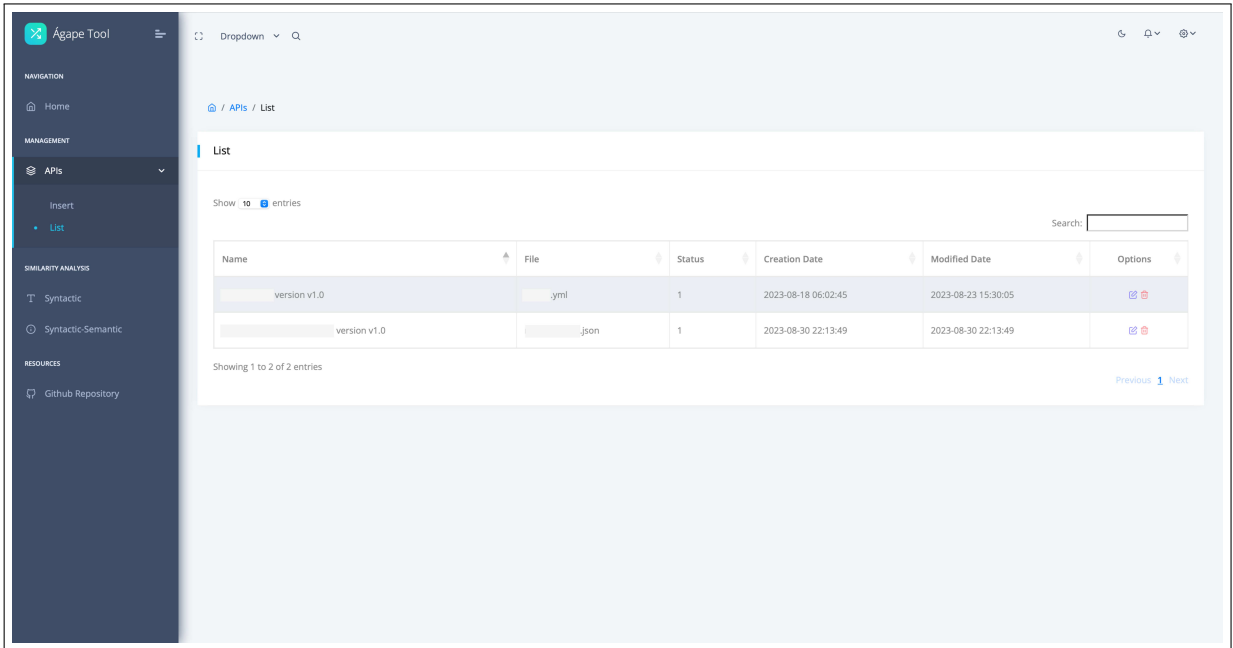 Ágape Tool
Dropdown
NAVIGATION
Home
/ APIs / List
MANAGEMENT
List
APIs
Show 10 entries
Insert
Search:
List
Name File Status Creation Date Modified Date Options
SIMILARITY ANALYSIS
version v1.0 .yml 1 2023-08-18 06:02:45 2023-08-23 15:30:05
Syntactic
Syntactic-Semantic
version v1.0 .json 1 2023-08-30 22:13:49 2023-08-30 22:13:49
RESOURCES
Showing 1 to 2 of 2 entries
Previous 1 Next
Github Repository